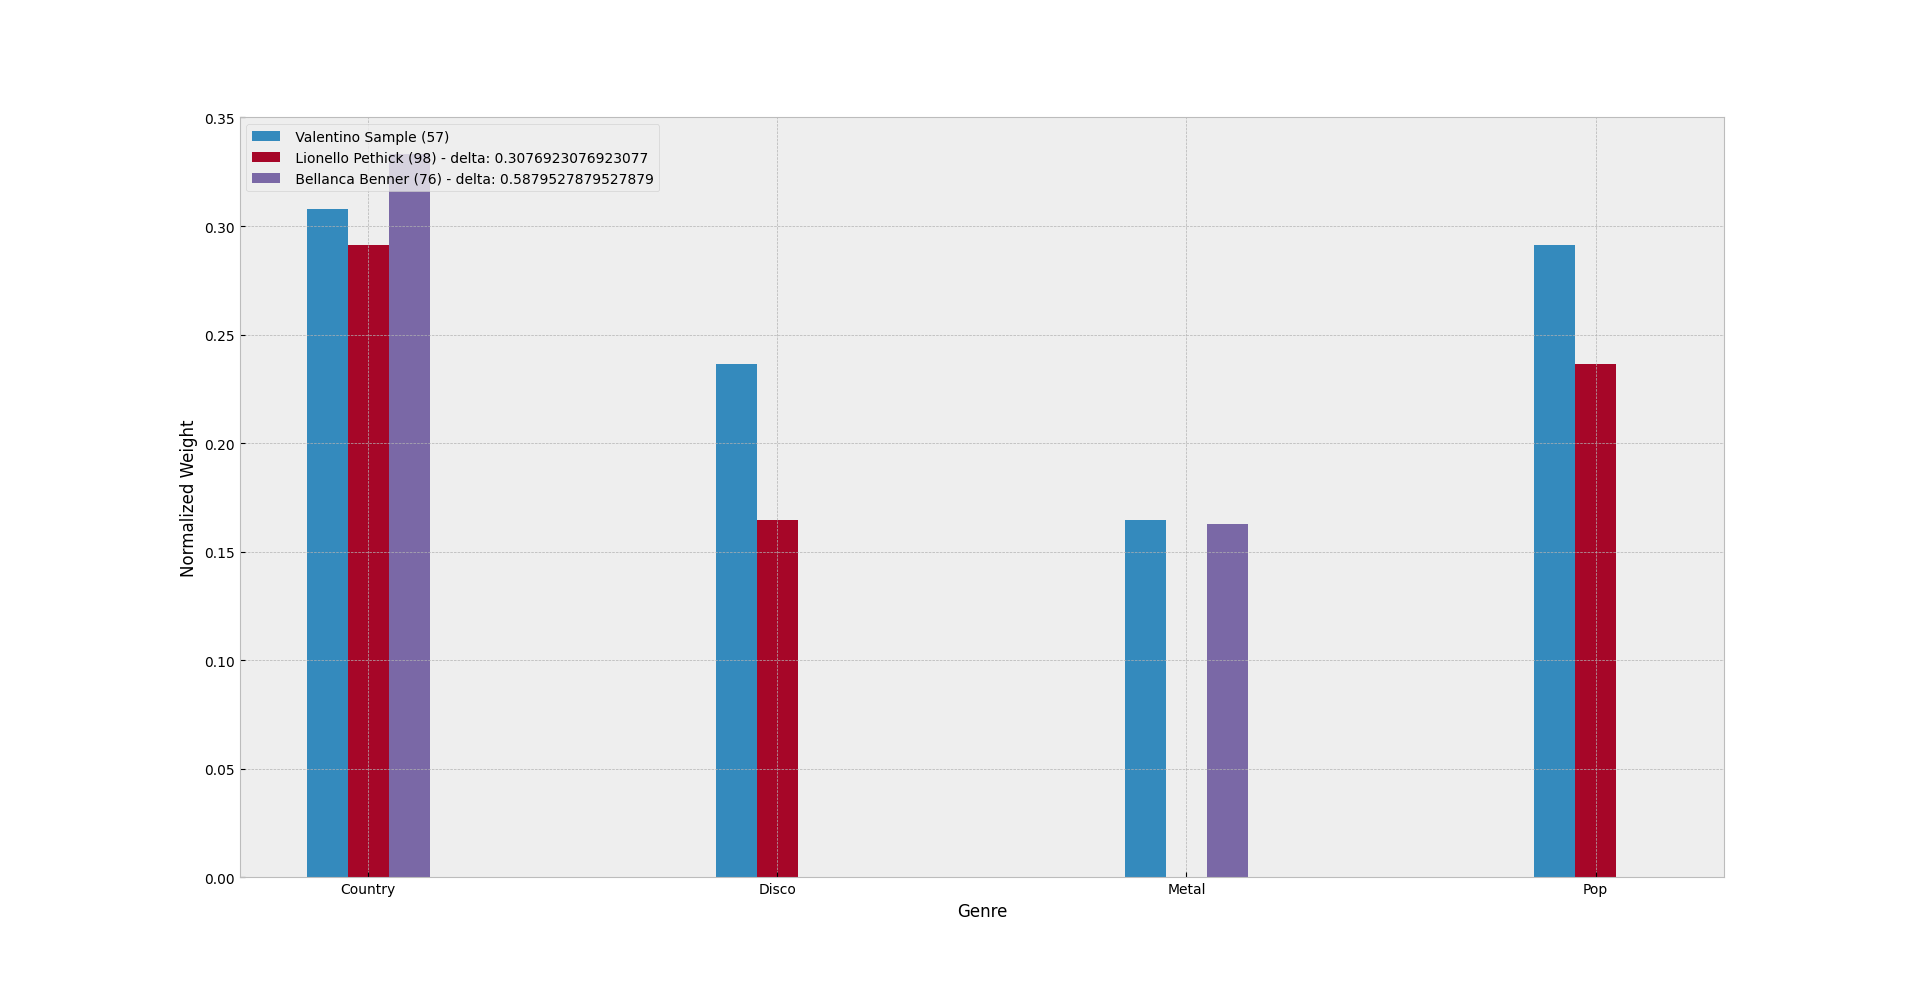 Valentino Sample (57)
Lionello Pethick (98) - delta: 0.3076923076923077
Bellanca Benner (76) - delta: 0.5879527879527879
0.35
0.30
0.25
0.20
0.15
0.10
0.05
0.00
Normalized Weight
Country Disco Metal Pop
Genre